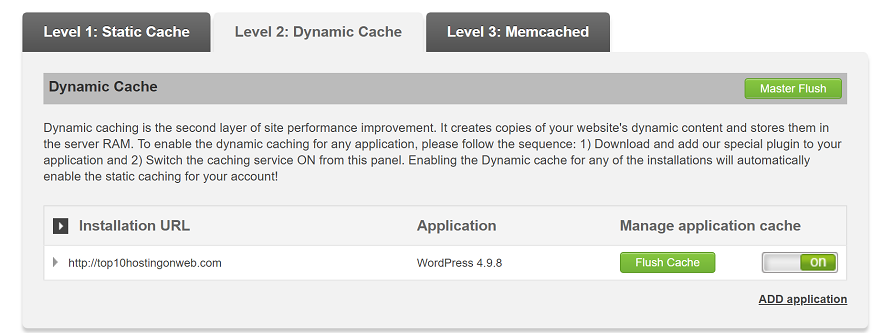 Level 1: Static Cache Level 2: Dynamic Cache Level 3: Memcached
Dynamic Cache Master Flush
Dynamic caching is the second layer of site performance improvement. It creates copies of your website's dynamic content and stores them in
the server RAM. To enable the dynamic caching for any application, please follow the sequence: 1) Download and add our special plugin to your
application and 2) Switch the caching service ON from this panel. Enabling the Dynamic cache for any of the installations will automatically
enable the static caching for your account!
Installation URL Application Manage application cache
http://top10hostingonweb.com WordPress 4.9.8 Flush Cache ON
ADD application